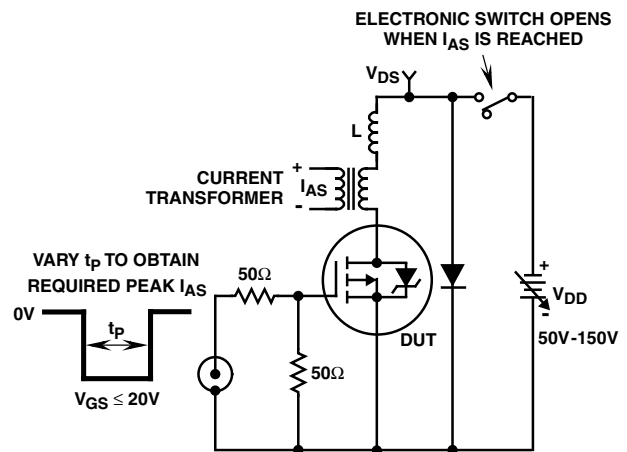 ELECTRONIC SWITCH OPENS
WHEN IAS IS REACHED
VDS
L
+
CURRENT
TRANSFORMER
IAS
-
VARY tP TO OBTAIN
REQUIRED PEAK IAS
0V
tP
VGS ≤ 20V
50Ω
50Ω
DUT
+
VDD
-
50V-150V